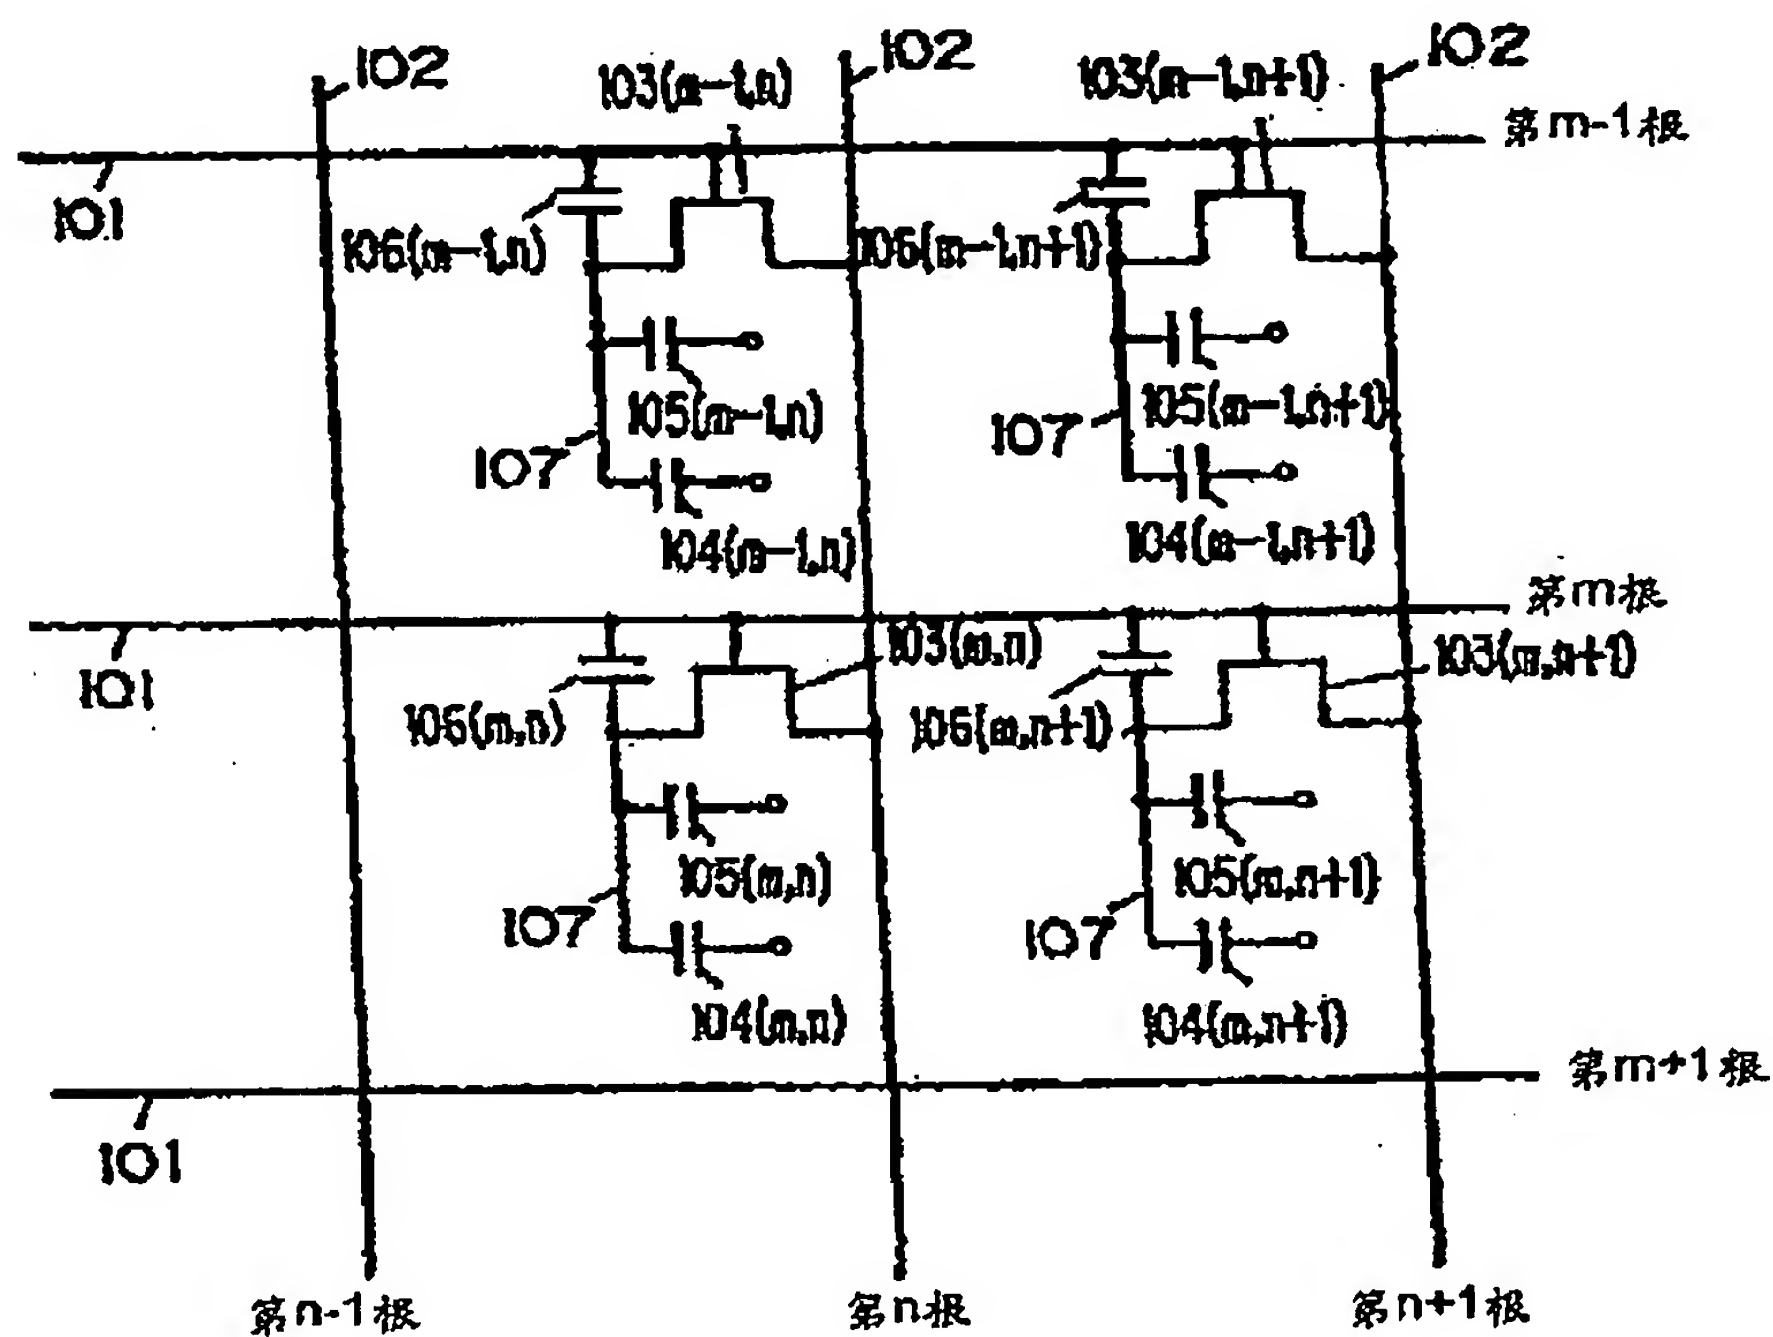 102
102
102
103(m-1,n)
103(m-1,n+1)
第m-1根
101
106(m-1,n)
106(m-1,n+1)
105(m-1,n)
105(m-1,n+1)
107
107
104(m-1,n)
104(m-1,n+1)
第m根
101
103(m,n)
103(m,n+1)
106(m,n)
106(m,n+1)
105(m,n)
105(m,n+1)
107
107
104(m,n)
104(m,n+1)
第m+1根
101
第n-1根
第n根
第n+1根